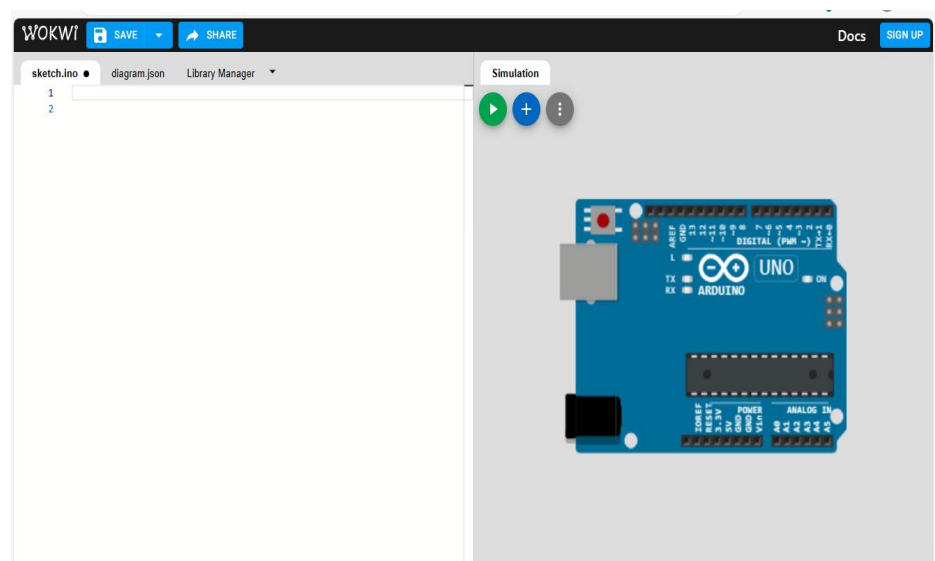 WOKWI SAVE SHARE Docs SIGN UP
sketch.ino diagram.json Library Manager
1
2
Simulation
AREF GND 13 12 ~11 ~10 ~9 8 7 ~6 ~5 4 ~3 2 TX→1 RX←0
DIGITAL (PWM ~)
L
TX
RX
UNO
ARDUINO
ON
IOREF RESET 3.3V 5V GND GND Vin A0 A1 A2 A3 A4 A5
POWER ANALOG IN